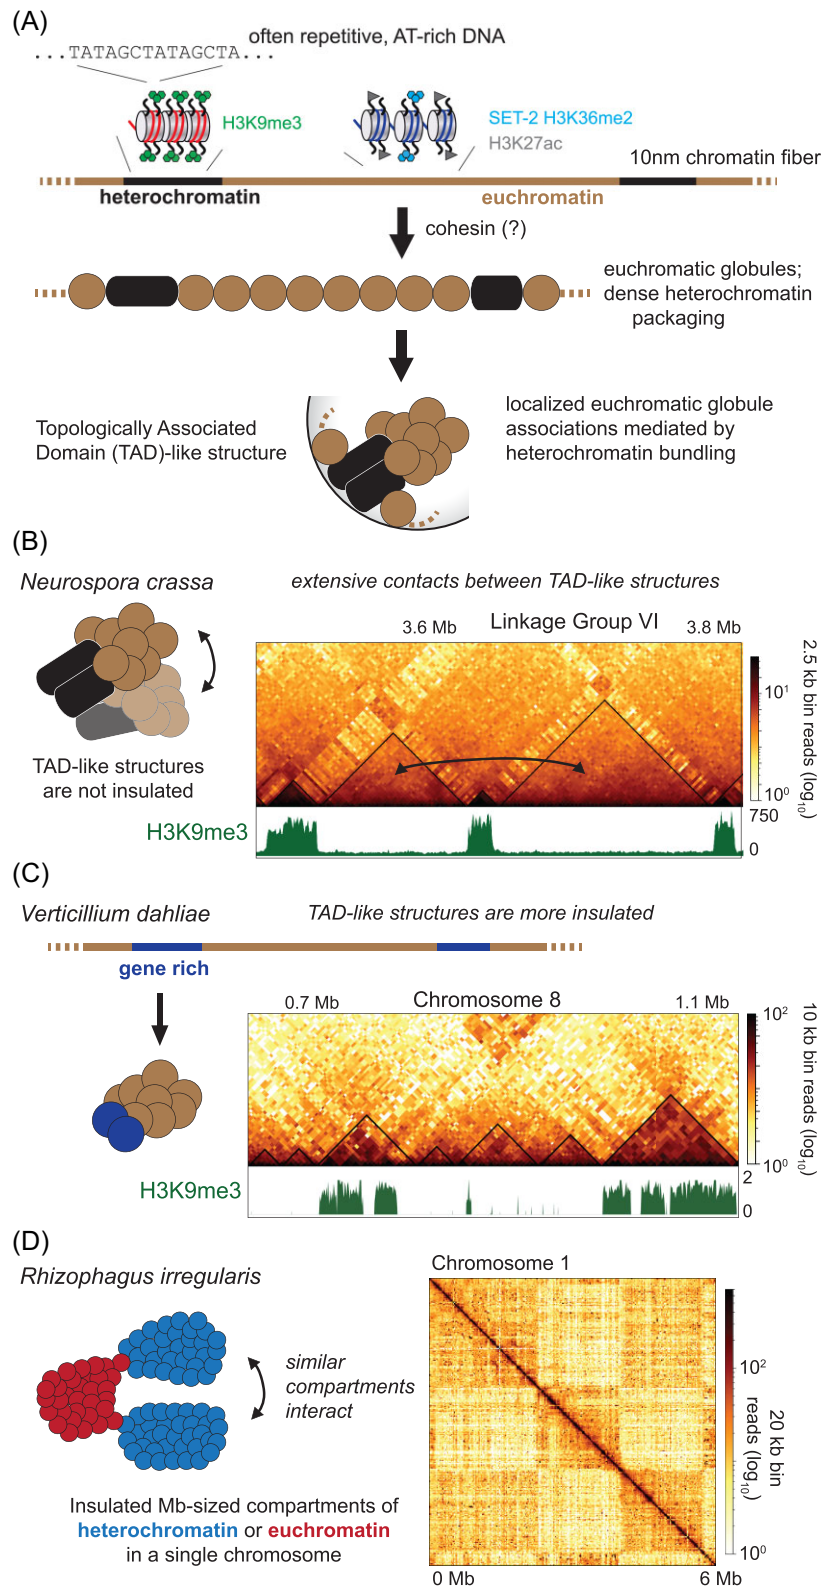 (A)
often repetitive, AT-rich DNA
...TATAGCTATAGCTA...
H3K9me3
SET-2 H3K36me2
H3K27ac
10nm chromatin fiber
heterochromatin
euchromatin
cohesin (?)
euchromatic globules;
dense heterochromatin
packaging
Topologically Associated
Domain (TAD)-like structure
localized euchromatic globule
associations mediated by
heterochromatin bundling
(B)
Neurospora crassa
extensive contacts between TAD-like structures
3.6 Mb
Linkage Group VI
3.8 Mb
10¹
10⁰
2.5 kb bin reads (log₁₀)
TAD-like structures
are not insulated
H3K9me3
750
0
(C)
Verticillium dahliae
TAD-like structures are more insulated
gene rich
0.7 Mb
Chromosome 8
1.1 Mb
10²
10⁰
10 kb bin reads (log₁₀)
H3K9me3
2
0
(D)
Rhizophagus irregularis
Chromosome 1
similar
compartments
interact
10²
10⁰
20 kb bin
reads (log₁₀)
Insulated Mb-sized compartments of
heterochromatin or euchromatin
in a single chromosome
0 Mb
6 Mb